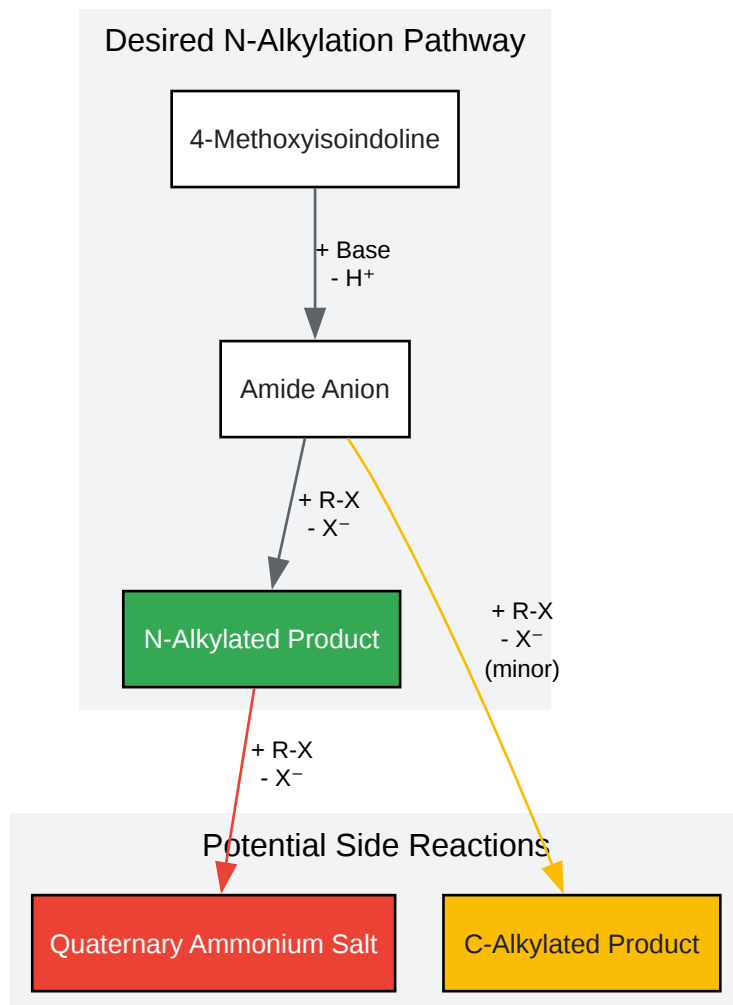 Desired N-Alkylation Pathway
4-Methoxyisoindoline
+ Base
- H⁺
Amide Anion
+ R-X
- X⁻
N-Alkylated Product
+ R-X
- X⁻
(minor)
+ R-X
- X⁻
Potential Side Reactions
Quaternary Ammonium Salt
C-Alkylated Product